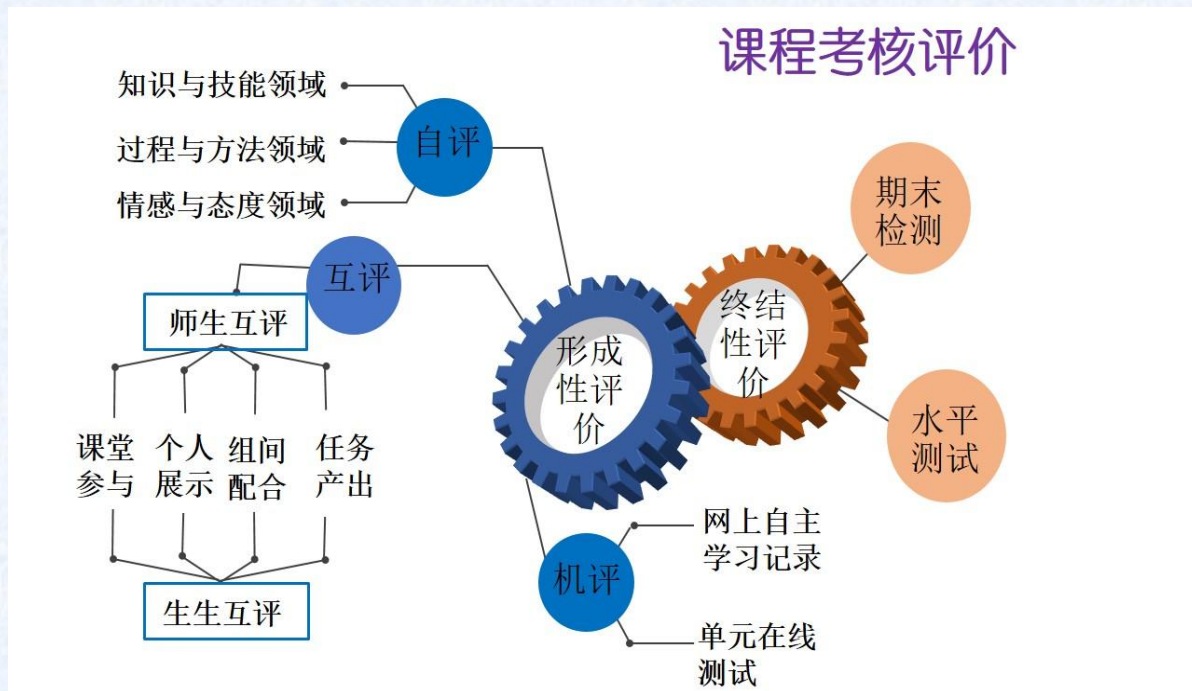 课程考核评价
知识与技能领域
过程与方法领域
情感与态度领域
自评
互评
师生互评
课堂
参与
个人
展示
组间
配合
任务
产出
生生互评
形成
性评
价
终结
性评
价
期末
检测
水平
测试
机评
网上自主
学习记录
单元在线
测试